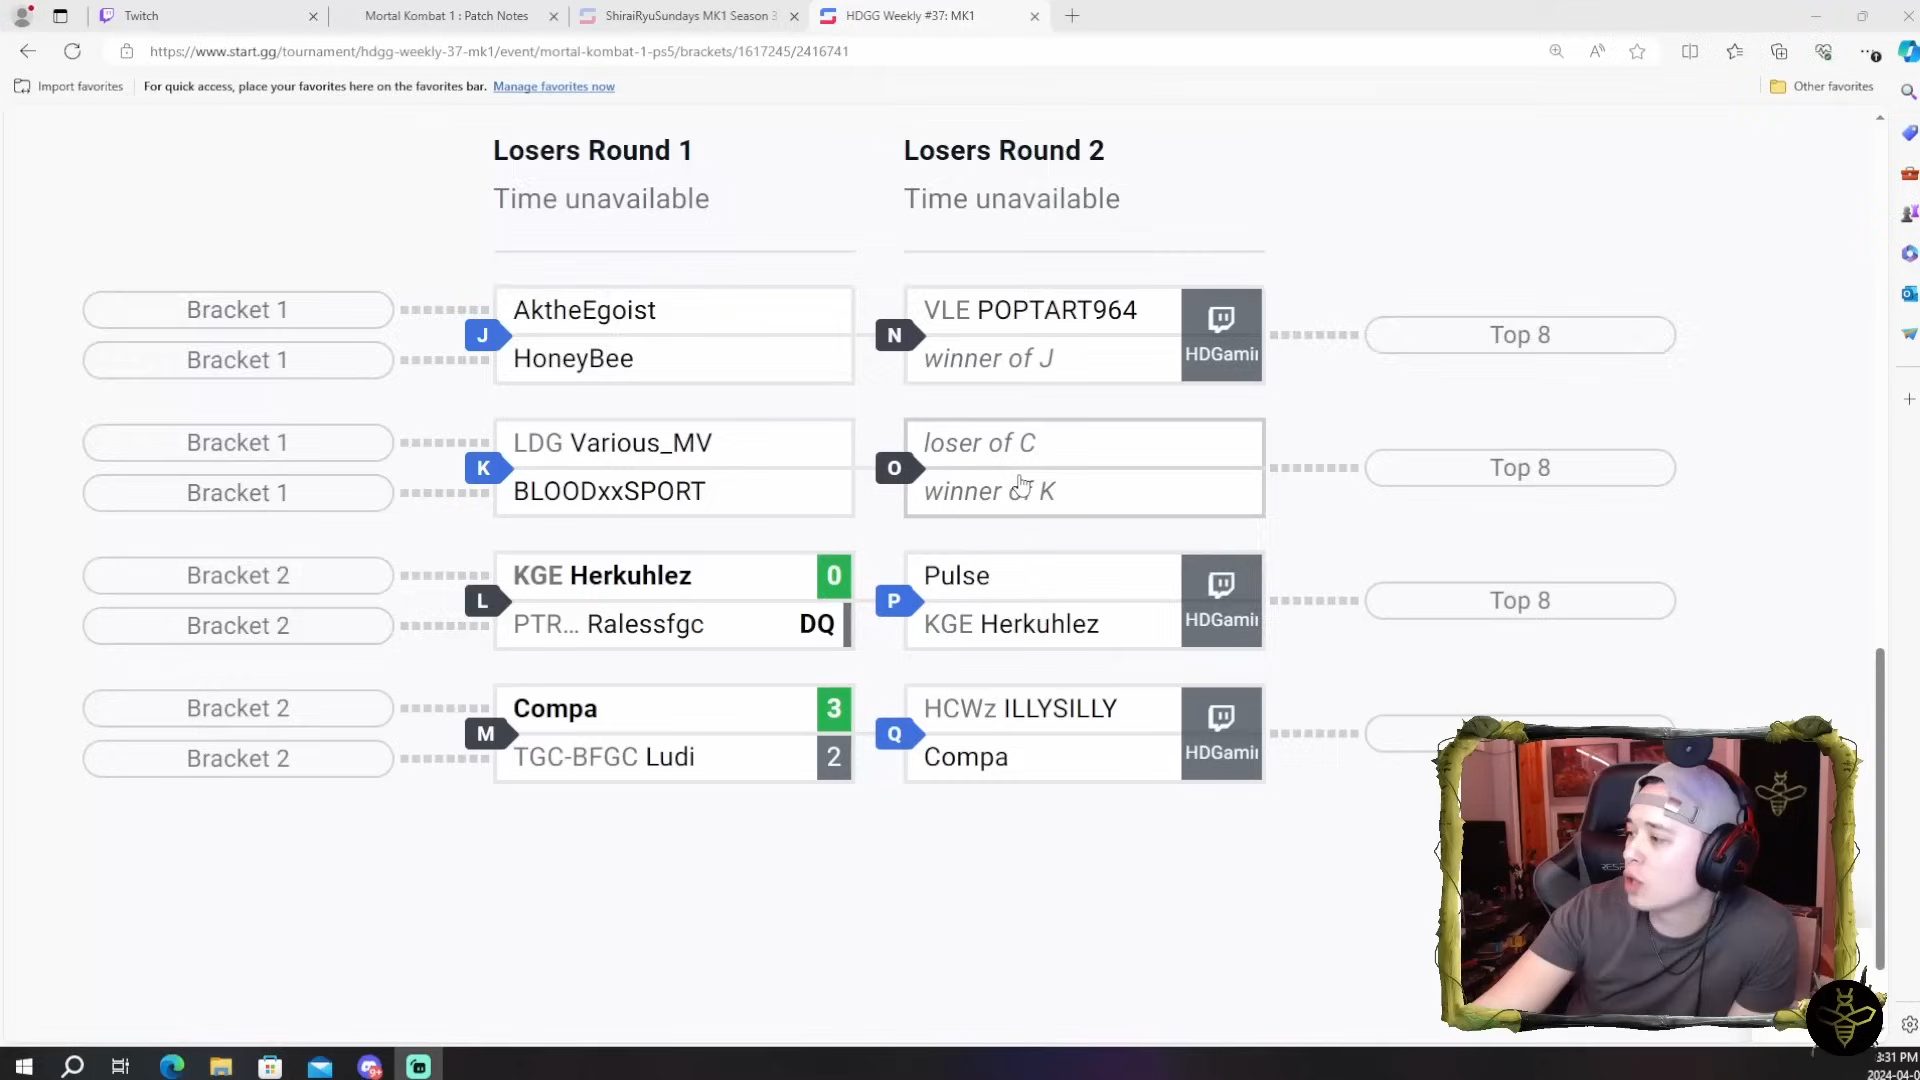 Twitch
Mortal Kombat 1 : Patch Notes
ShiraiRyuSundays MK1 Season 3
HDGG Weekly #37: MK1
https://www.start.gg/tournament/hdgg-weekly-37-mk1/event/mortal-kombat-1-ps5/brackets/1617245/2416741
Import favorites
For quick access, place your favorites here on the favorites bar. Manage favorites now
Other favorites
Losers Round 1
Losers Round 2
Time unavailable
Time unavailable
Bracket 1
Bracket 1
J
AktheEgoist
HoneyBee
N
VLE POPTART964
winner of J
HDGamin
Top 8
Bracket 1
Bracket 1
K
LDG Various_MV
BLOODxxSPORT
O
loser of C
winner of K
Top 8
Bracket 2
Bracket 2
L
KGE Herkuhlez 0
PTR... Ralessfgc DQ
P
Pulse
KGE Herkuhlez
HDGamin
Top 8
Bracket 2
Bracket 2
M
Compa 3
TGC-BFGC Ludi 2
Q
HCWz ILLYSILLY
Compa
HDGamin
3:31 PM
2024-04-0